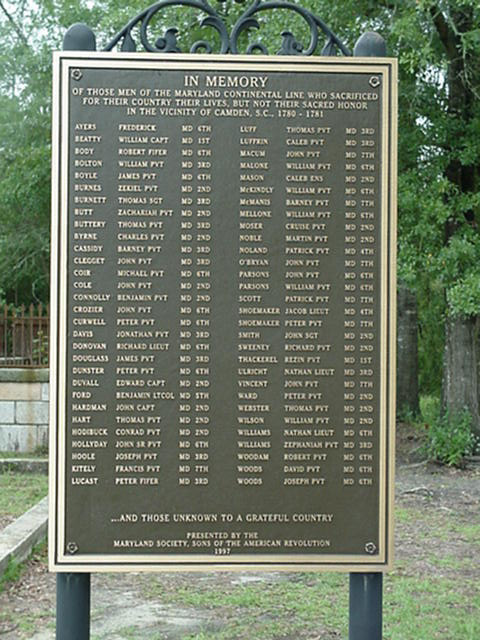 IN MEMORY
OF THOSE MEN OF THE MARYLAND CONTINENTAL LINE WHO SACRIFICED
FOR THEIR COUNTRY THEIR LIVES, BUT NOT THEIR SACRED HONOR
IN THE VICINITY OF CAMDEN, S.C., 1780 - 1781
AYERS FREDERICK MD 6TH
BEATTY WILLIAM CAPT MD 1ST
BODY ROBERT FIFER MD 6TH
BOLTON WILLIAM PVT MD 3RD
BOYLE JAMES PVT MD 6TH
BURNES ZEKIEL PVT MD 2ND
BURNETT THOMAS SGT MD 3RD
BUTT ZACHARIAH PVT MD 2ND
BUTTERY THOMAS PVT MD 3RD
BYRNE CHARLES PVT MD 2ND
CASSIDY BARNEY PVT MD 3RD
CLEGGET JOHN PVT MD 3RD
COIR MICHAEL PVT MD 6TH
COLE JOHN PVT MD 2ND
CONNOLLY BENJAMIN PVT MD 2ND
CROZIER JOHN PVT MD 6TH
CURWELL PETER PVT MD 6TH
DAVIS JONATHAN PVT MD 3RD
DONOVAN RICHARD LIEUT MD 6TH
DOUGLASS JAMES PVT MD 3RD
DUNSTER PETER PVT MD 6TH
DUVALL EDWARD CAPT MD 2ND
FORD BENJAMIN LTCOL MD 5TH
HARDMAN JOHN CAPT MD 2ND
HART THOMAS PVT MD 2ND
HODIBUCK CONRAD PVT MD 2ND
HOLLYDAY JOHN SR PVT MD 6TH
HOOLE JOSEPH PVT MD 3RD
KITELY FRANCIS PVT MD 7TH
LUCAST PETER FIFER MD 3RD
LUFF THOMAS PVT MD 3RD
LUFFRIN CALEB PVT MD 3RD
MACUM JOHN PVT MD 7TH
MALONE WILLIAM PVT MD 6TH
MASON CALEB ENS MD 2ND
McKINDLY WILLIAM PVT MD 6TH
McMANIS BARNEY PVT MD 7TH
MELLONE WILLIAM PVT MD 6TH
MOSER CRUISE PVT MD 2ND
NOBLE MARTIN PVT MD 2ND
NOLAND PATRICK PVT MD 4TH
O'BRYAN JOHN PVT MD 7TH
PARSONS JOHN PVT MD 6TH
PARSONS WILLIAM PVT MD 6TH
SCOTT PATRICK PVT MD 7TH
SHOEMAKER JACOB LIEUT MD 4TH
SHOEMAKER PETER PVT MD 7TH
SMITH JOHN SGT MD 2ND
SWEENEY RICHARD PVT MD 2ND
THACKEREL REZIN PVT MD 1ST
ULRICHT NATHAN LIEUT MD 3RD
VINCENT JOHN PVT MD 7TH
WARD PETER PVT MD 2ND
WEBSTER THOMAS PVT MD 2ND
WILSON WILLIAM PVT MD 2ND
WILLIAMS NATHAN LIEUT MD 6TH
WILLIAMS ZEPHANIAH PVT MD 3RD
WOODAM ROBERT PVT MD 6TH
WOODS DAVID PVT MD 6TH
WOODS JOSEPH PVT MD 6TH
...AND THOSE UNKNOWN TO A GRATEFUL COUNTRY
PRESENTED BY THE
MARYLAND SOCIETY, SONS OF THE AMERICAN REVOLUTION
1997